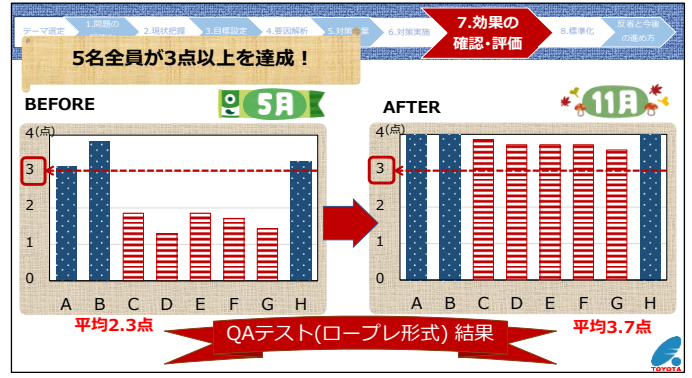 テーマ選定
1.問題の
2.現状把握
3.目標設定
4.要因解析
5.対策
案
6.対策実施
7.効果の
確認・評価
8.標準化
反省と今後
の進め方
5名全員が3点以上を達成！
BEFORE
5月
AFTER
11月
4(点)
3
2
1
0
A B C D E F G H
平均2.3点
4(点)
3
2
1
0
A B C D E F G H
平均3.7点
QAテスト(ロープレ形式) 結果
TOYOTA